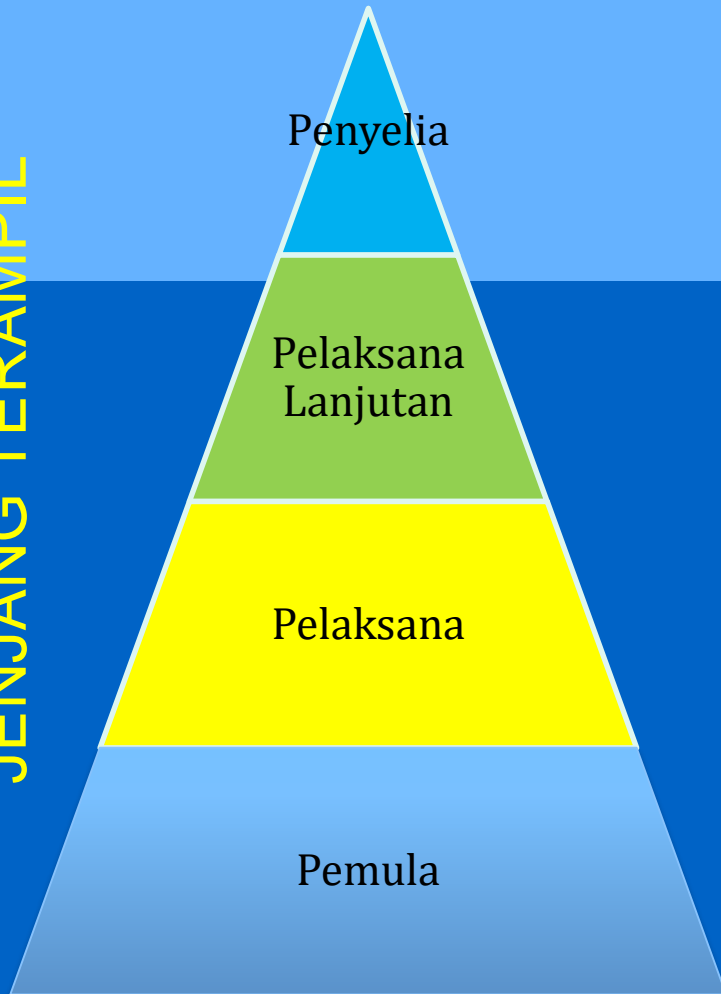 JENJANG TERAMPIL
Penyelia
Pelaksana
Lanjutan
Pelaksana
Pemula